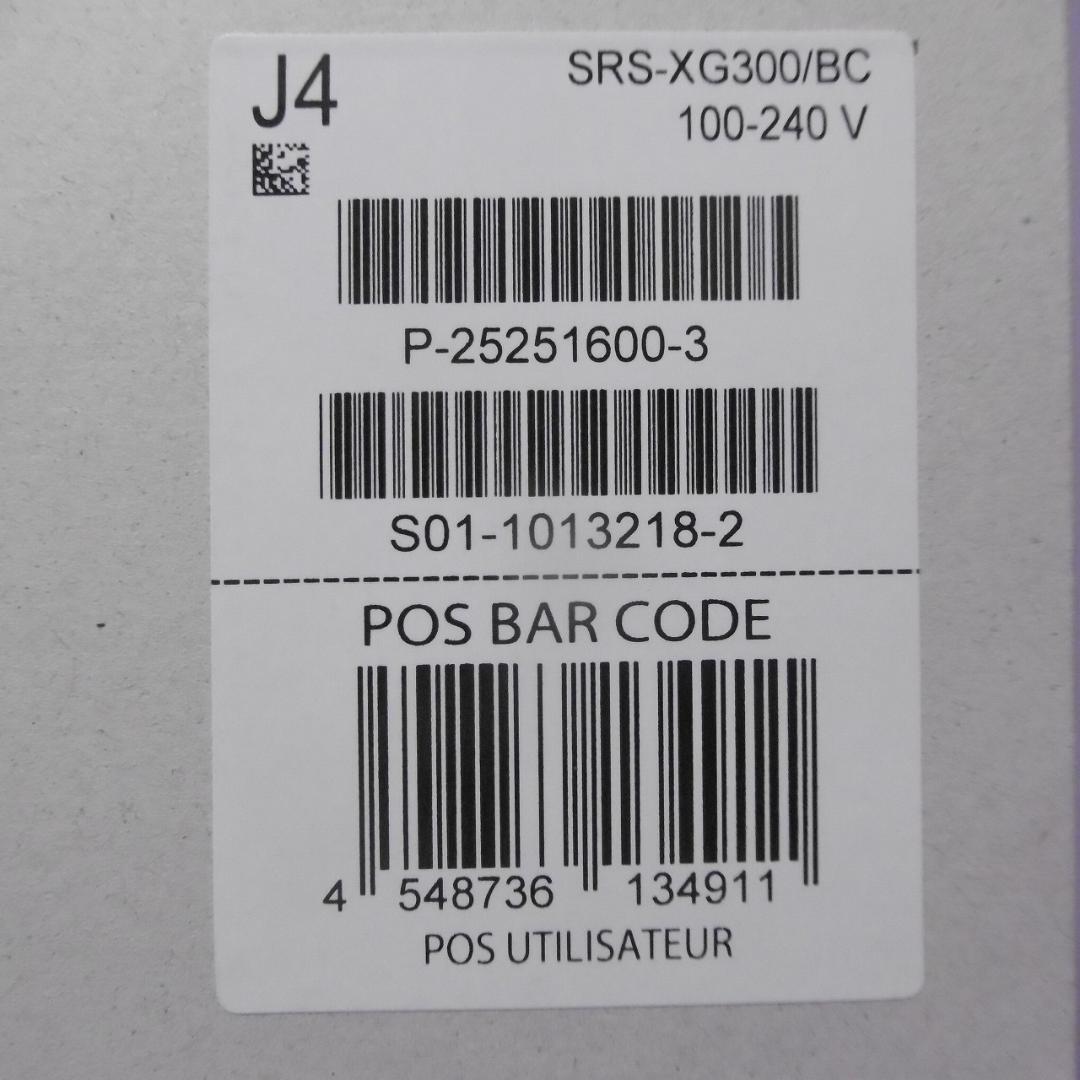 J4
SRS-XG300/BC
100-240 V
P-25251600-3
S01-1013218-2
POS BAR CODE
4 548736 134911
POS UTILISATEUR